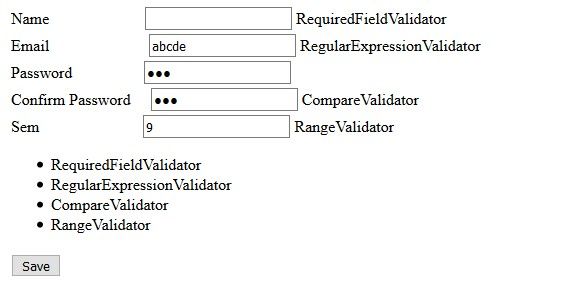 Name RequiredFieldValidator
Email abcde RegularExpressionValidator
Password •••
Confirm Password ••• CompareValidator
Sem 9 RangeValidator
• RequiredFieldValidator
• RegularExpressionValidator
• CompareValidator
• RangeValidator
Save